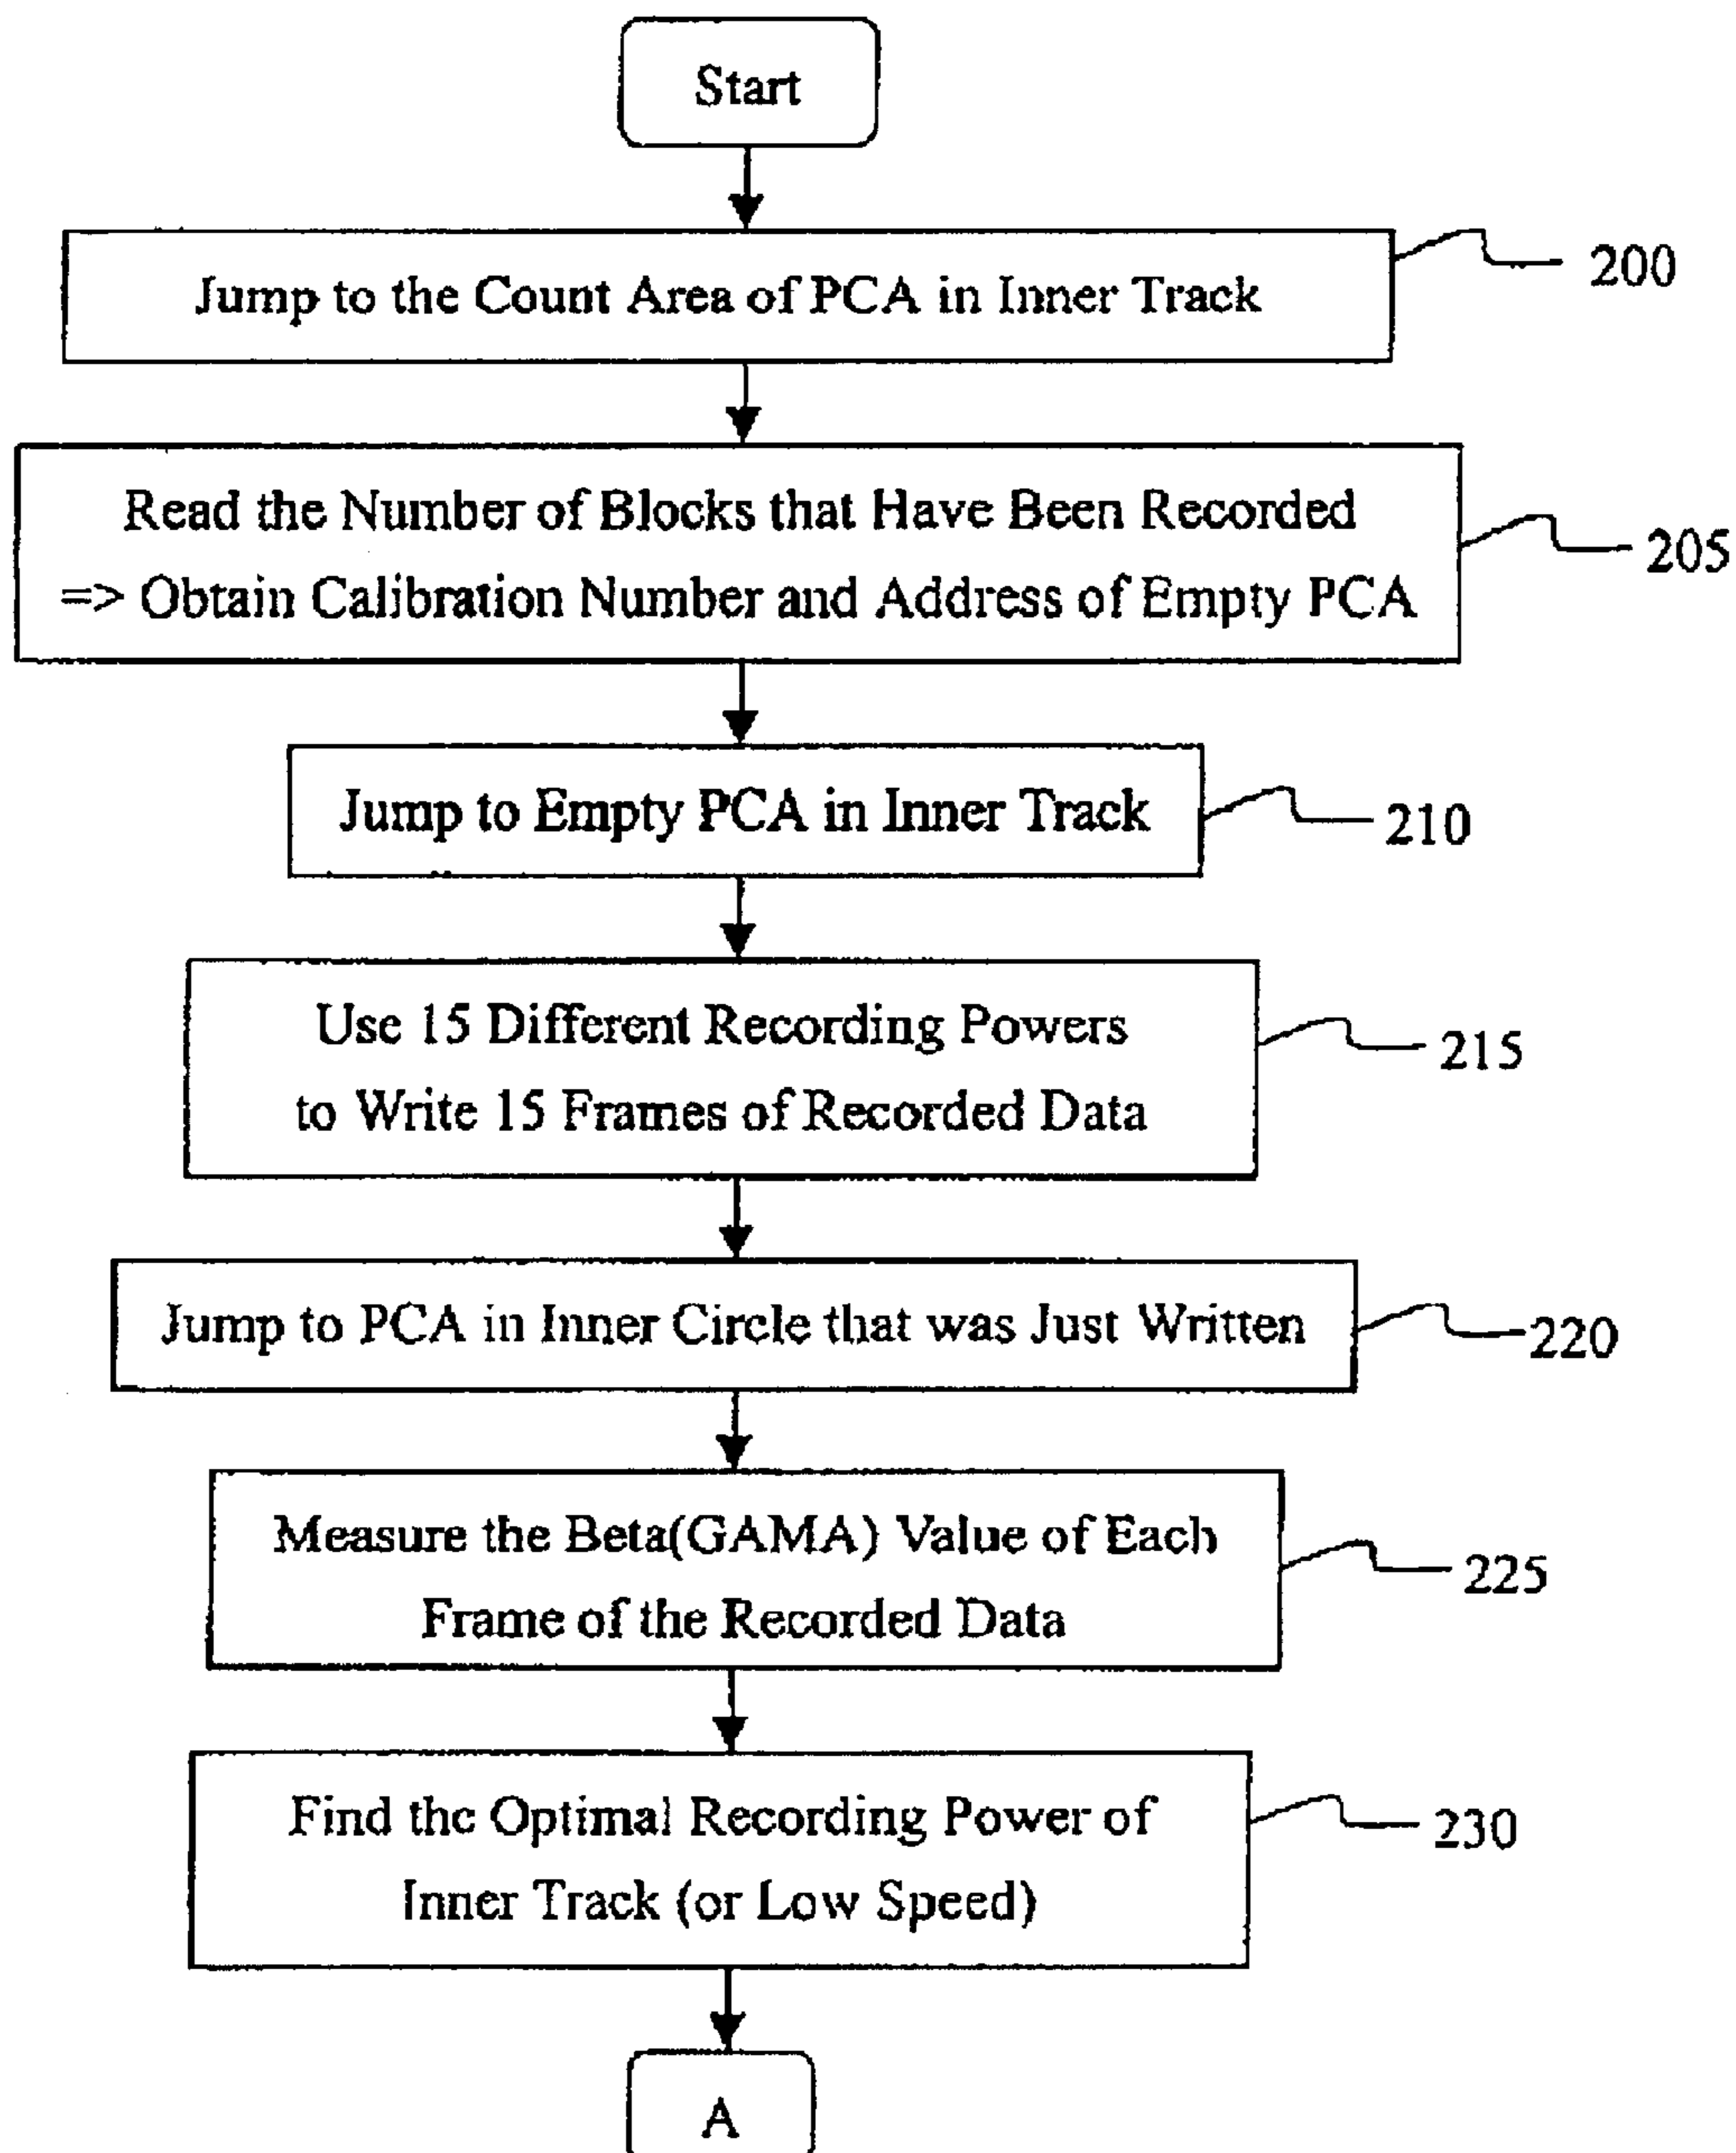 Start
Jump to the Count Area of PCA in Inner Track
200
Read the Number of Blocks that Have Been Recorded
=> Obtain Calibration Number and Address of Empty PCA
205
Jump to Empty PCA in Inner Track
210
Use 15 Different Recording Powers
to Write 15 Frames of Recorded Data
215
Jump to PCA in Inner Circle that was Just Written
220
Measure the Beta(GAMA) Value of Each
Frame of the Recorded Data
225
Find the Optimal Recording Power of
Inner Track (or Low Speed)
230
A